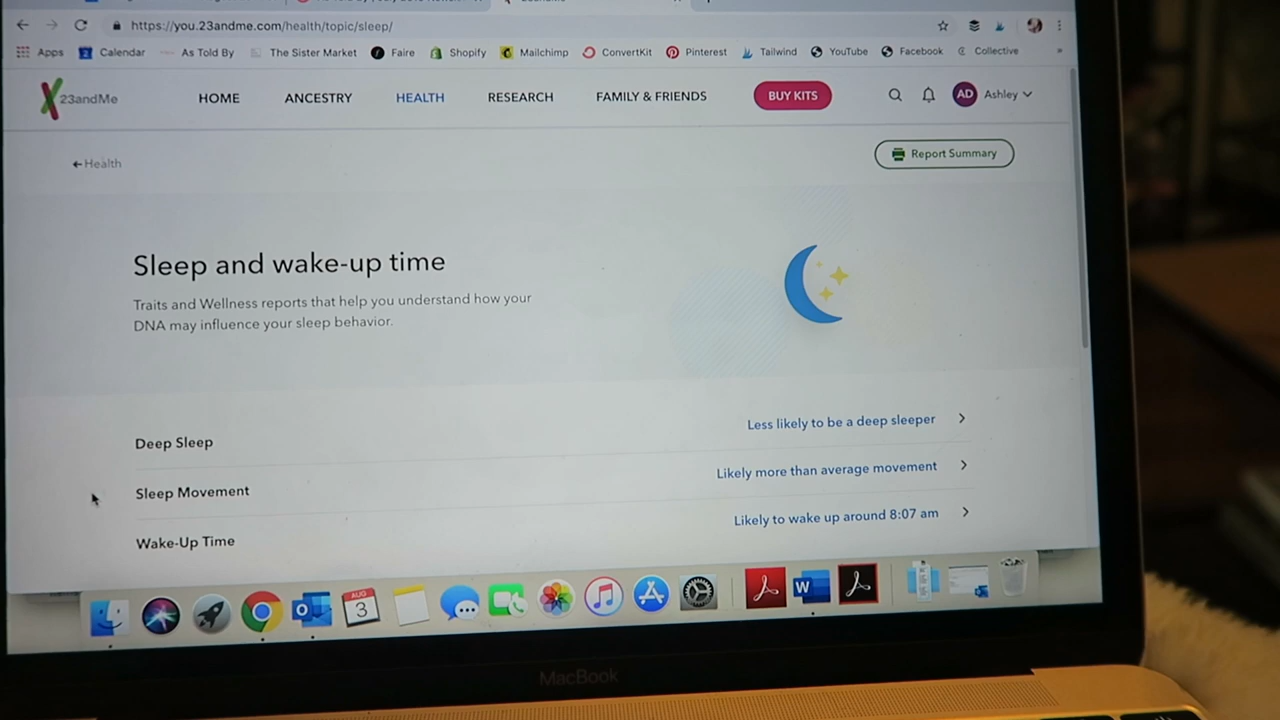 https://you.23andme.com/health/topic/sleep/
Apps Calendar As Told By The Sister Market Faire Shopify Mailchimp ConvertKit Pinterest Tailwind YouTube Facebook Collective »
23andMe HOME ANCESTRY HEALTH RESEARCH FAMILY & FRIENDS BUY KITS AD Ashley
Health
Report Summary
Sleep and wake-up time
Traits and Wellness reports that help you understand how your
DNA may influence your sleep behavior.
Deep Sleep Less likely to be a deep sleeper
Sleep Movement Likely more than average movement
Wake-Up Time Likely to wake up around 8:07 am
AUG
3
W
MacBook